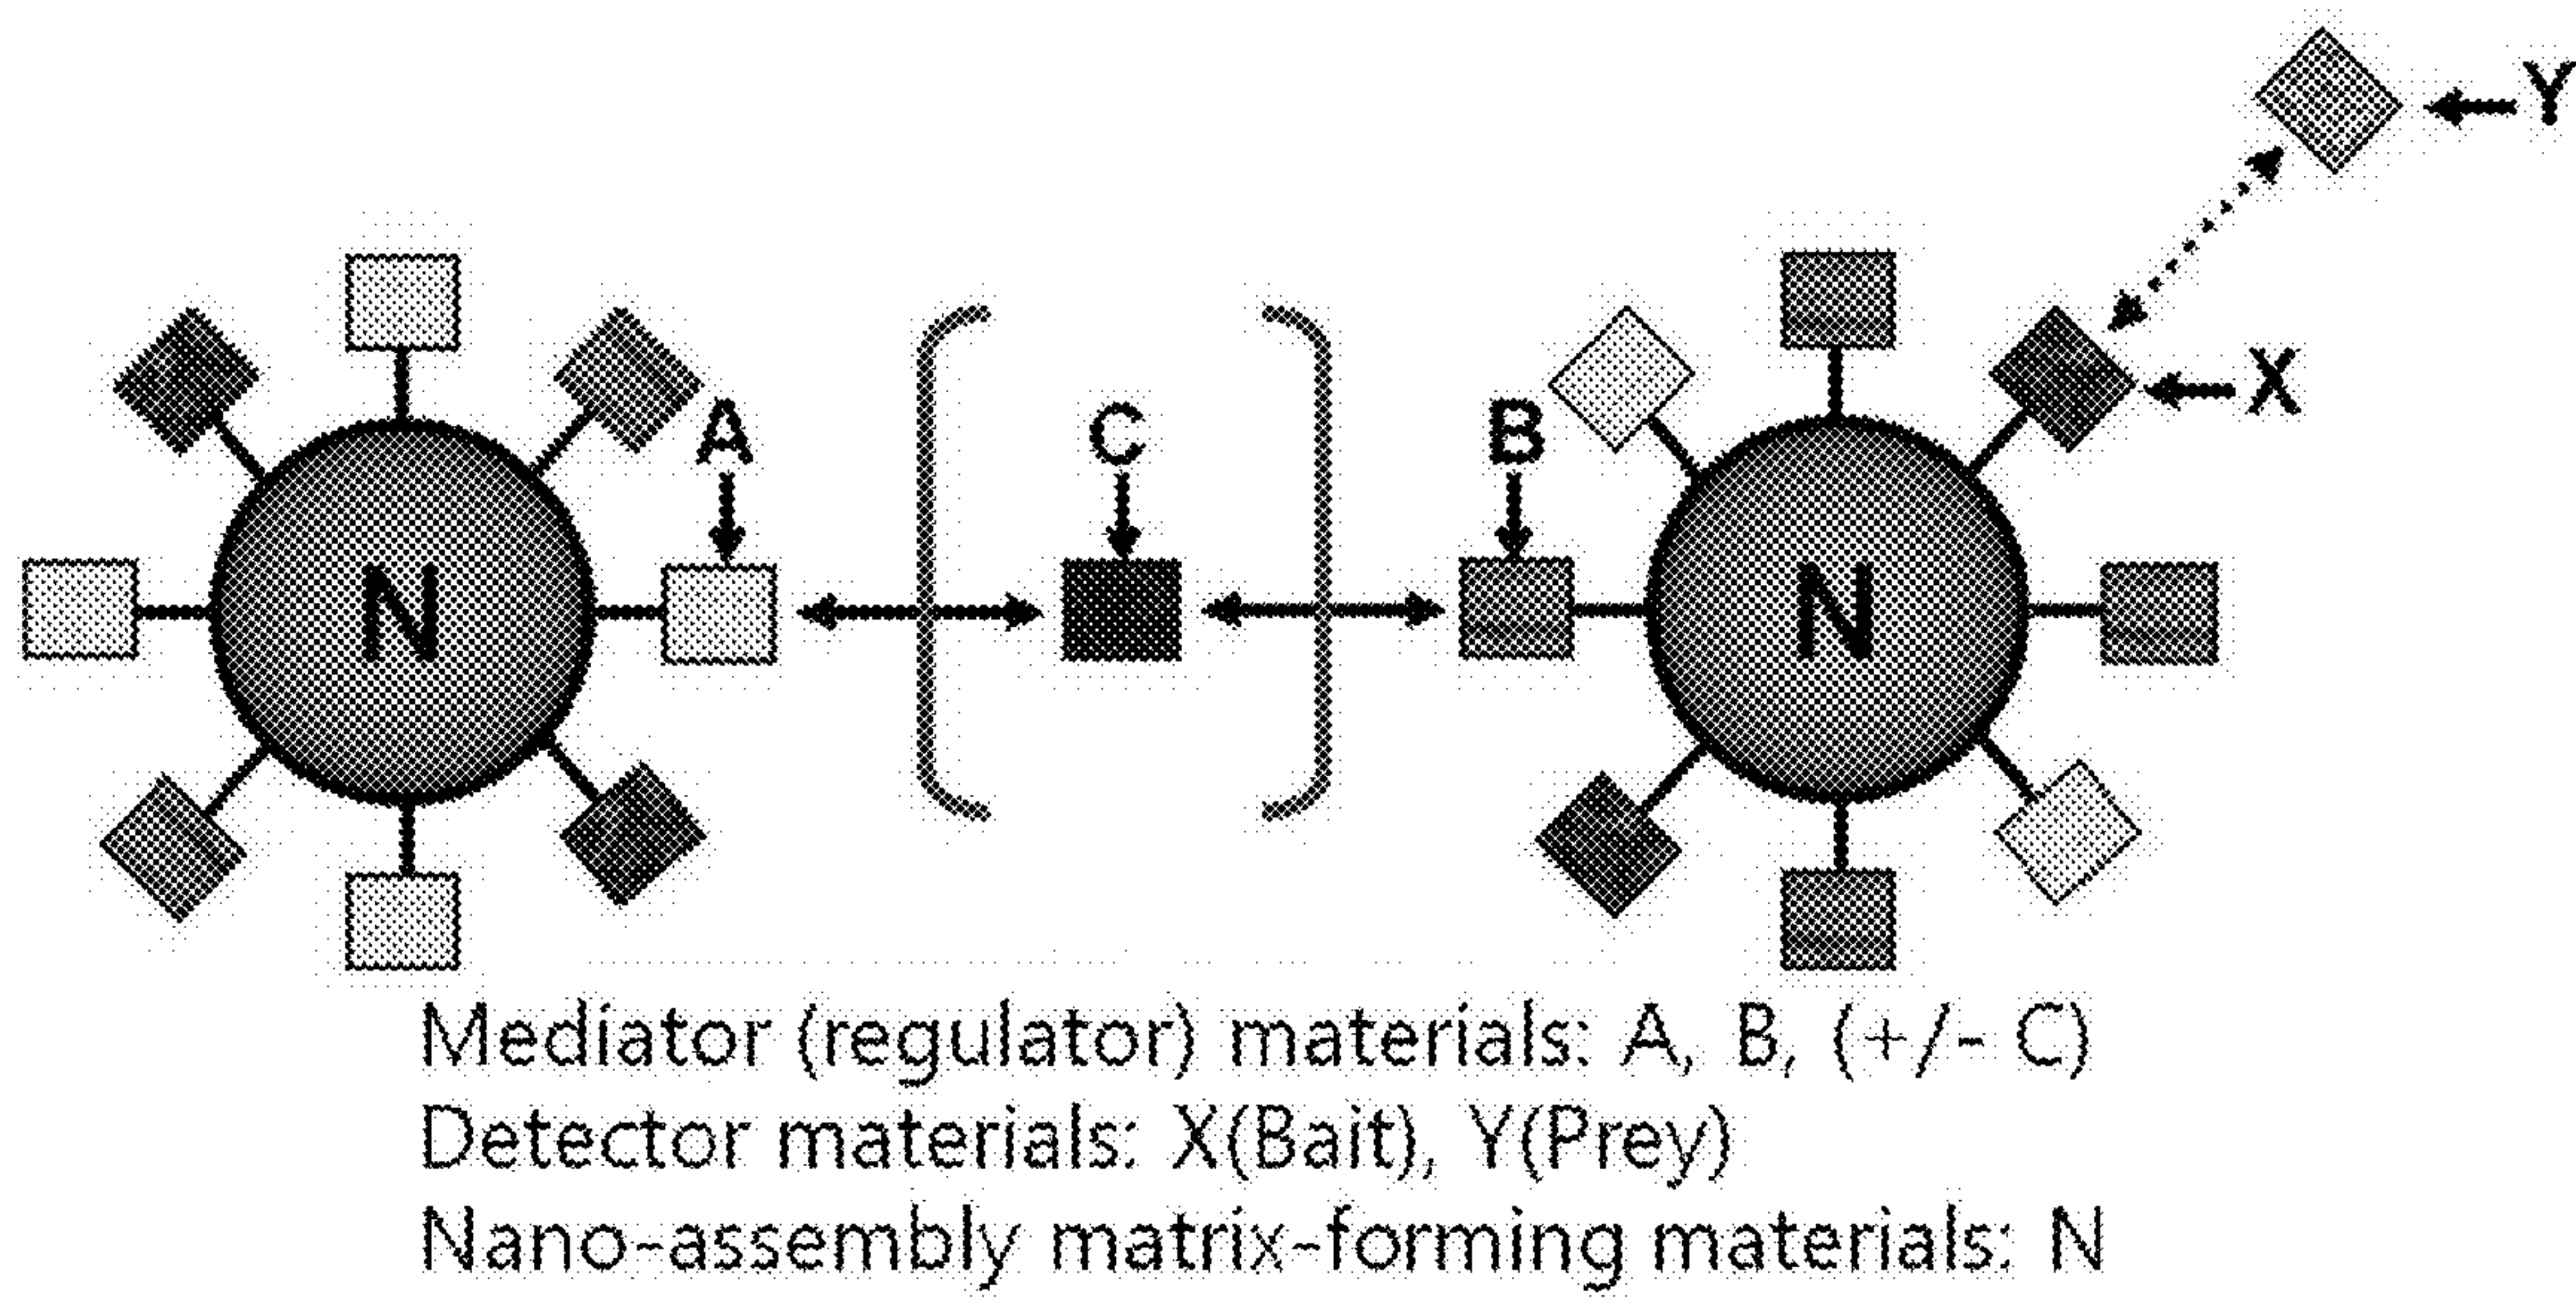 Y
X
A
C
B
N
N
Mediator (regulator) materials: A, B, (+/- C)
Detector materials: X(Bait), Y(Prey)
Nano-assembly matrix-forming materials: N